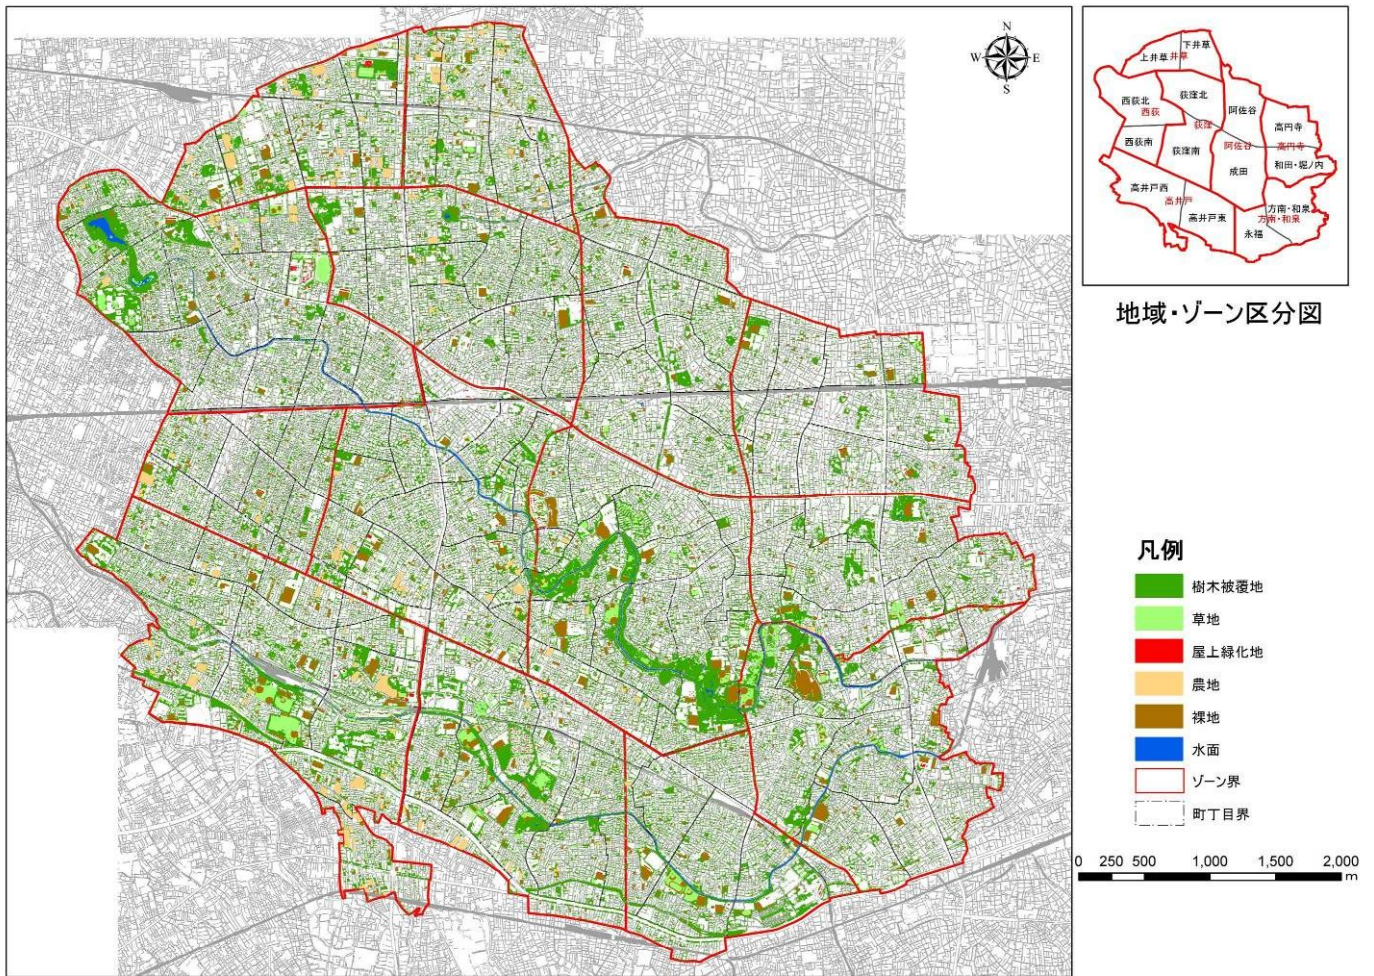 N
W
E
S
下井草
上井草
井草
西荻北
西荻
荻窪北
阿佐谷
高円寺
荻窪
西荻南
荻窪南
阿佐谷
高円寺
成田
和田・堀ノ内
高井戸西
高井戸
高井戸東
方南・和泉
方南・和泉
永福
地域・ゾーン区分図
凡例
樹木被覆地
草地
屋上緑化地
農地
裸地
水面
ゾーン界
町丁目界
0 250 500 1,000 1,500 2,000
m